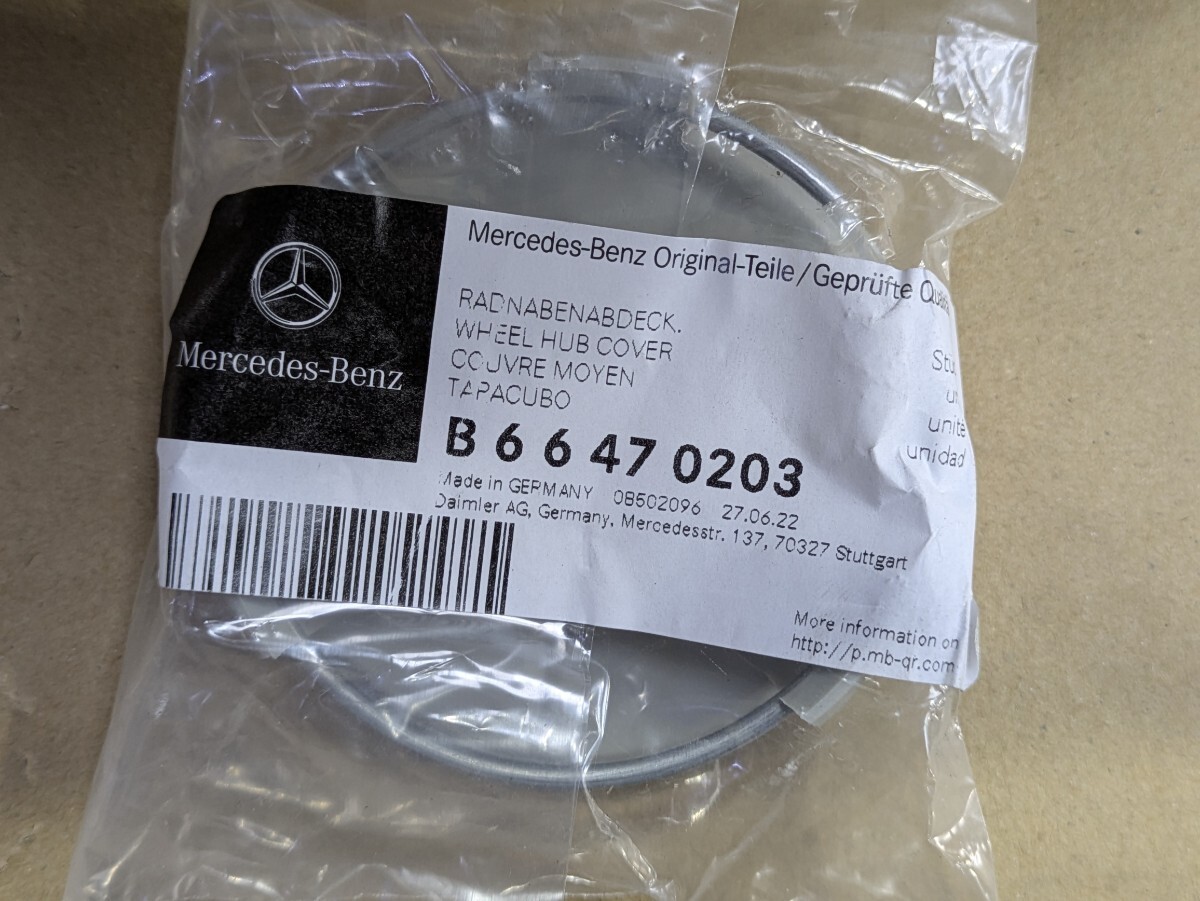 Mercedes-Benz
Mercedes-Benz Original-Teile/Geprüfte
RADNABENABDECK.
WHEEL HUB COVER
COUVRE MOYEN
TAPACUBO
unité
unidad
B 6 6 47 0203
Made in GERMANY 08502096 27.06.22
Daimler AG, Germany, Mercedesstr. 137, 70327 Stuttgart
More information on
http://p.mb-qr.com